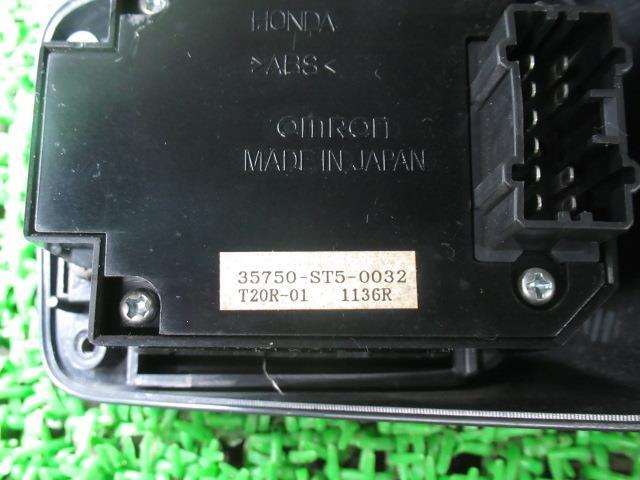 HONDA
>ABS<
OMRON
MADE IN JAPAN
35750-ST5-0032
T20R-01 1136R